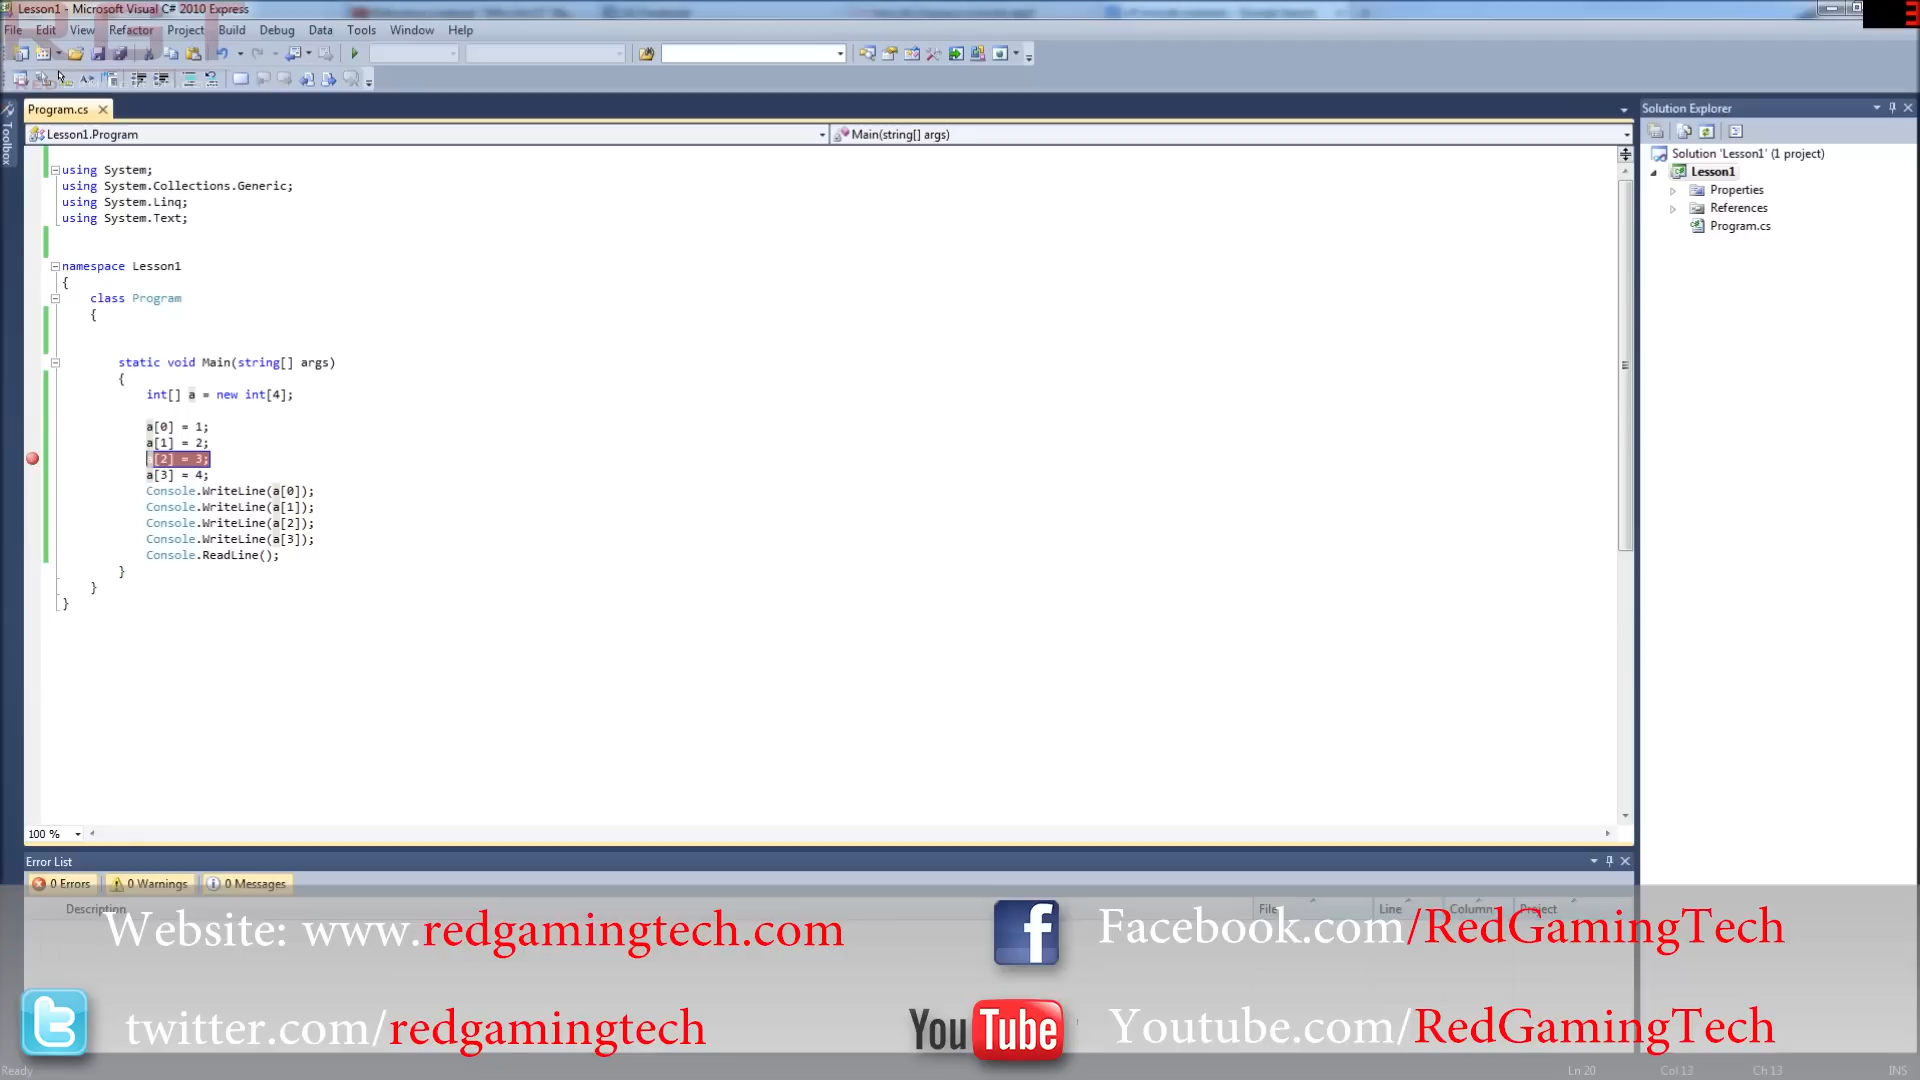 Lesson1 - Microsoft Visual C# 2010 Express
File Edit View Refactor Project Build Debug Data Tools Window Help
Toolbox
Program.cs
Lesson1.Program
Main(string[] args)
using System;
using System.Collections.Generic;
using System.Linq;
using System.Text;
namespace Lesson1
{
class Program
{
static void Main(string[] args)
{
int[] a = new int[4];
a[0] = 1;
a[1] = 2;
[2] = 3;
a[3] = 4;
Console.WriteLine(a[0]);
Console.WriteLine(a[1]);
Console.WriteLine(a[2]);
Console.WriteLine(a[3]);
Console.ReadLine();
}
}
}
100 %
Solution Explorer
Solution 'Lesson1' (1 project)
Lesson1
Properties
References
Program.cs
Error List
0 Errors 0 Warnings 0 Messages
Description File Line Column Project
Website: www.redgamingtech.com
Facebook.com/RedGamingTech
twitter.com/redgamingtech
You Tube Youtube.com/RedGamingTech
Ready Ln 20 Col 13 Ch 13 INS